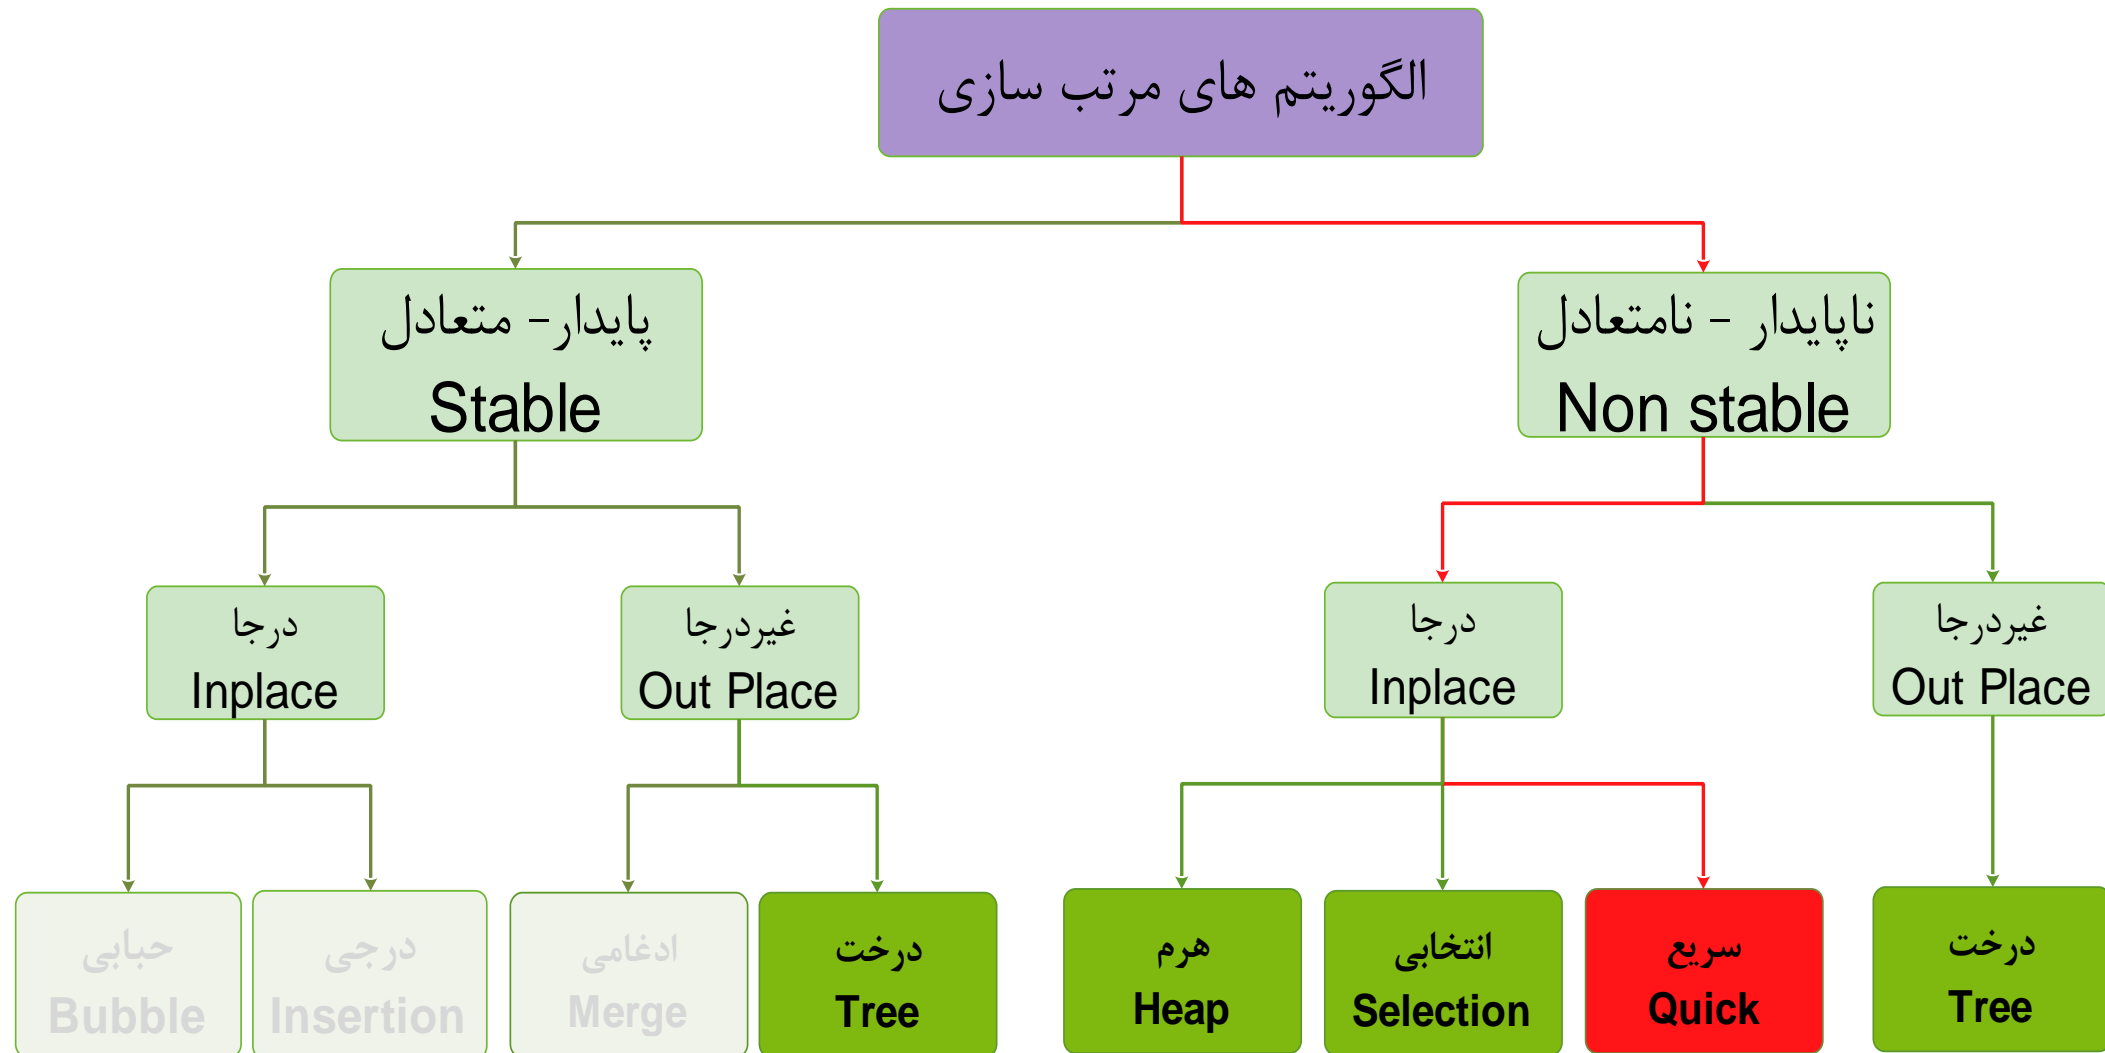 الگوریتم های مرتب سازی
پایدار- متعادل
Stable
ناپایدار - نامتعادل
Non stable
درجا
Inplace
غیردرجا
Out Place
درجا
Inplace
غیردرجا
Out Place
حبابی
Bubble
درجی
Insertion
ادغامی
Merge
درخت
Tree
هرم
Heap
انتخابی
Selection
سریع
Quick
درخت
Tree